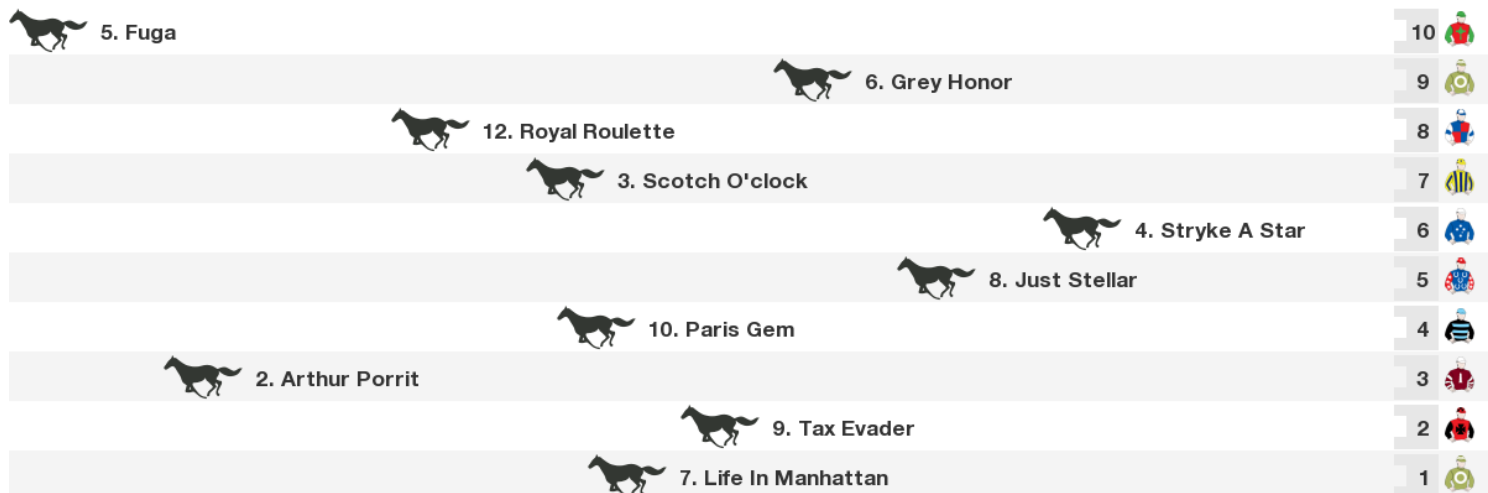 5. Fuga 10
6. Grey Honor 9
12. Royal Roulette 8
3. Scotch O'clock 7
4. Stryke A Star 6
8. Just Stellar 5
10. Paris Gem 4
2. Arthur Porrit 3
9. Tax Evader 2
7. Life In Manhattan 1